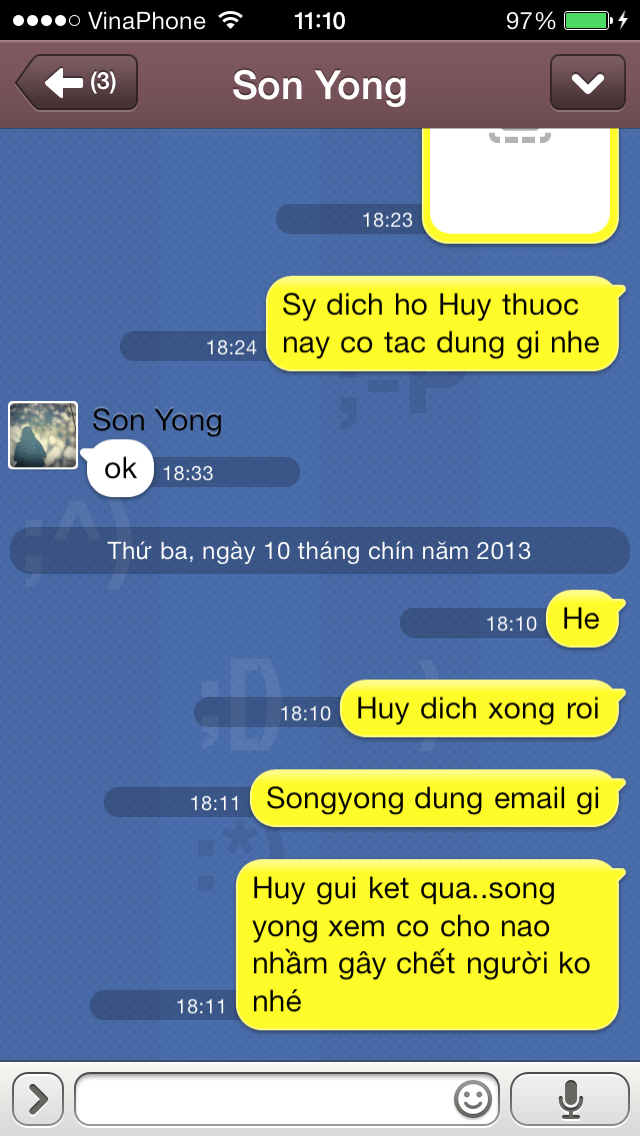 VinaPhone 11:10 97%
(3) Son Yong
18:23
Sy dich ho Huy thuoc
nay co tac dung gi nhe
18:24
Son Yong
ok
18:33
Thứ ba, ngày 10 tháng chín năm 2013
He
18:10
Huy dich xong roi
18:10
Songyong dung email gi
18:11
Huy gui ket qua..song
yong xem co cho nao
nhầm gây chết người ko
nhé
18:11